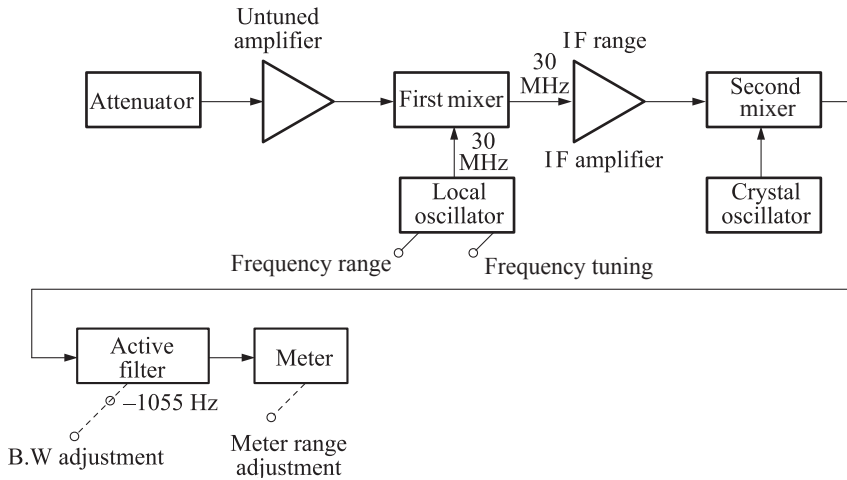 Untuned
amplifier
Attenuator
First mixer
30
MHz
IF range
IF amplifier
Second
mixer
30
MHz
Local
oscillator
Crystal
oscillator
Frequency range
Frequency tuning
Active
filter
Meter
–1055 Hz
B.W adjustment
Meter range
adjustment